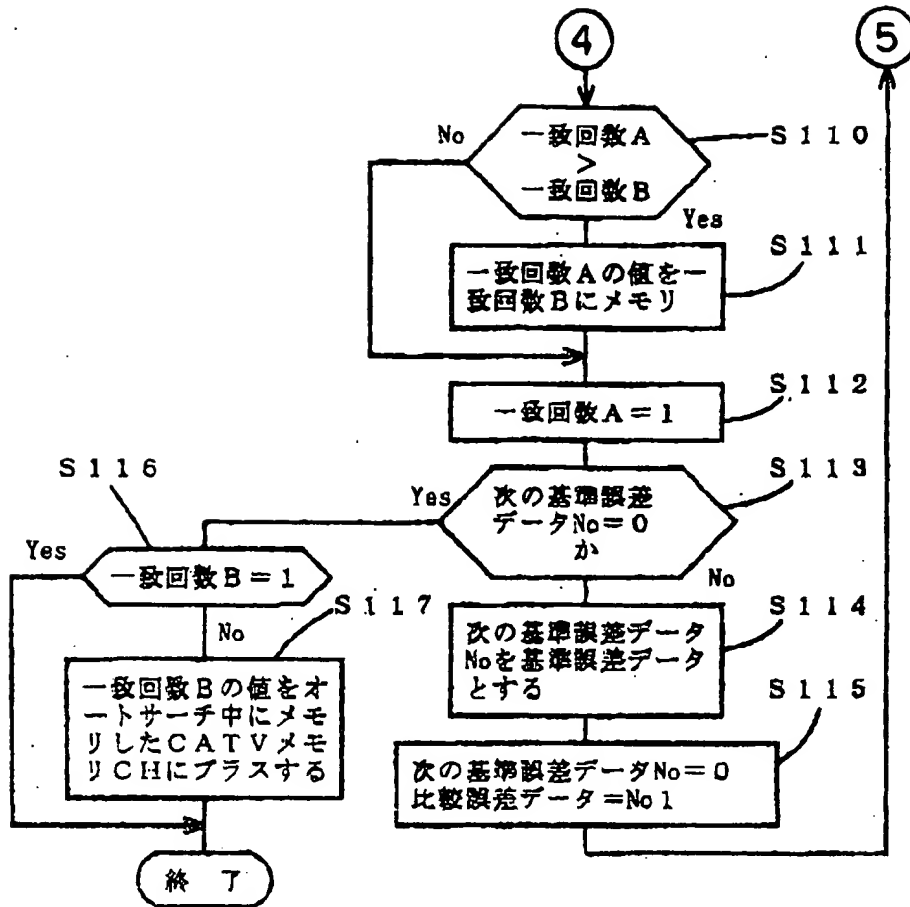 ④
⑤
No
一致回数A
>
一致回数B
S110
Yes
S111
一致回数Aの値を一
致回数Bにメモリ
S112
一致回数A=1
S116
S113
Yes
次の基準誤差
データNo=0
か
Yes
一致回数B=1
No
S117
No
S114
次の基準誤差データ
Noを基準誤差データ
とする
S115
一致回数Bの値をオ
ートサーチ中にメモ
リしたCATVメモ
リCHにプラスする
次の基準誤差データNo=0
比較誤差データ=No1
終了